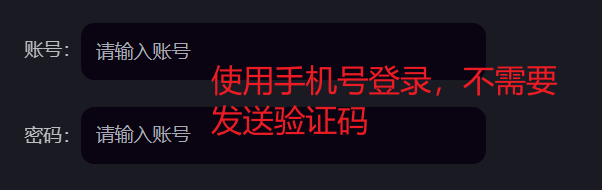 账号： 请输入账号
使用手机号登录，不需要
发送验证码
密码： 请输入账号